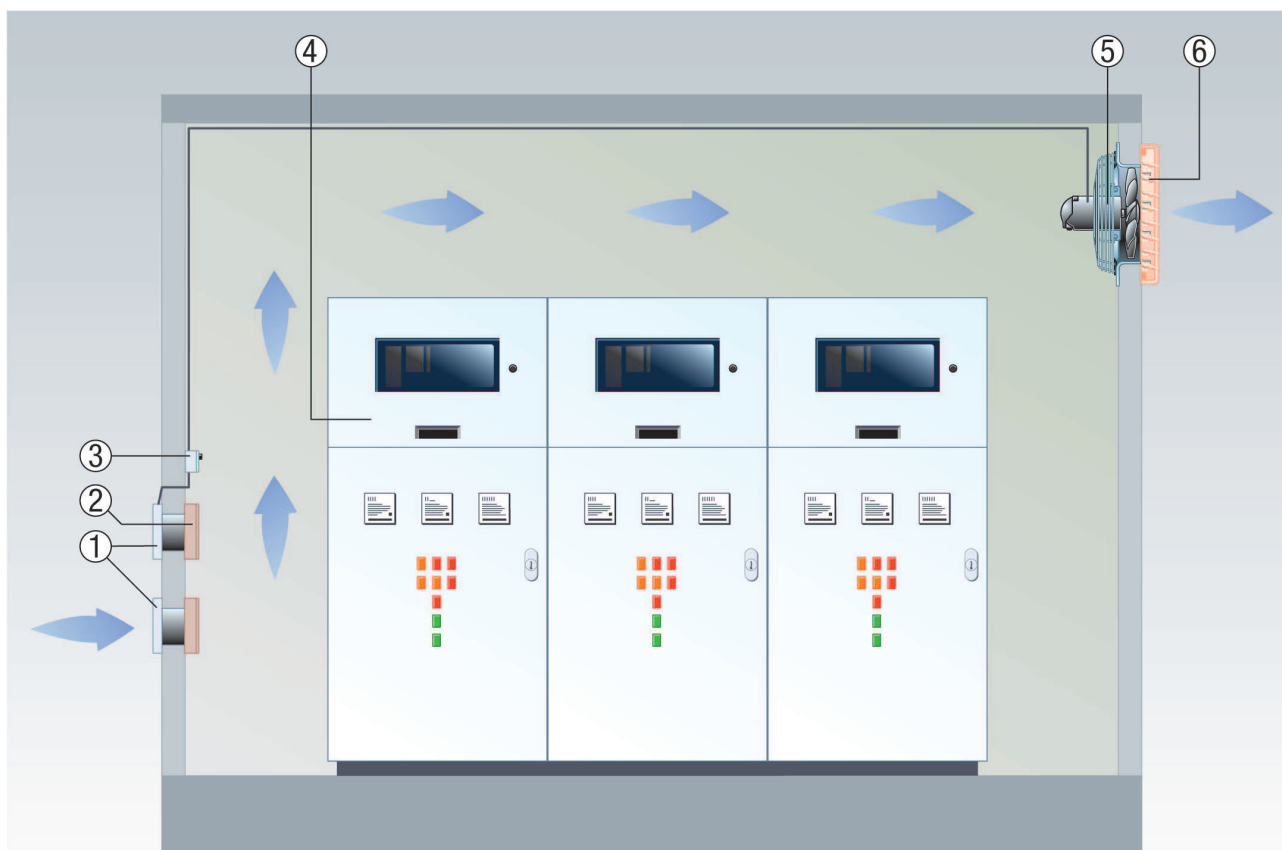 ④ ⑤ ⑥
③
②
①